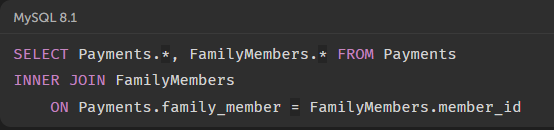 MySQL 8.1
SELECT Payments.*, FamilyMembers.* FROM Payments
INNER JOIN FamilyMembers
    ON Payments.family_member = FamilyMembers.member_id